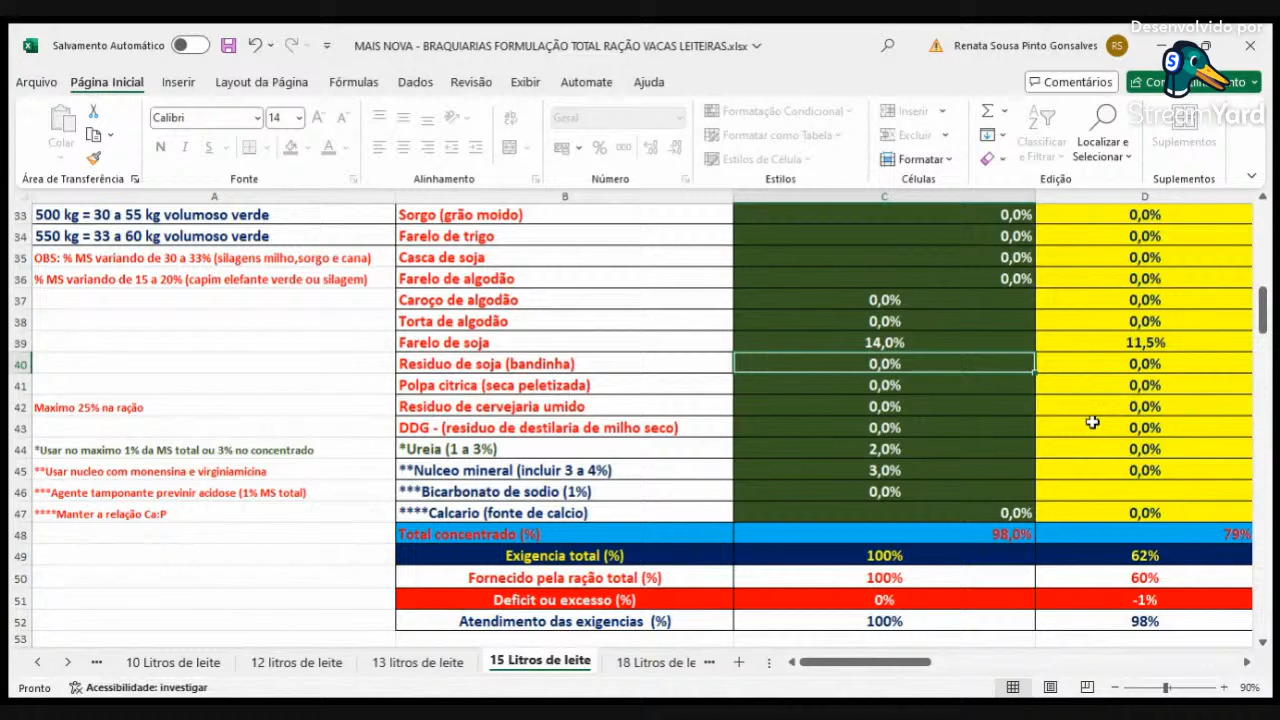 Desenvolvido por
StreamYard
Salvamento Automático
MAIS NOVA - BRAQUIARIAS FORMULAÇÃO TOTAL RAÇÃO VACAS LEITEIRAS.xlsx
Renata Sousa Pinto Gonsalves RS
Arquivo Página Inicial Inserir Layout da Página Fórmulas Dados Revisão Exibir Automate Ajuda
Comentários
Colar
Calibri 14
N I S
Geral
Formatação Condicional
Formatar como Tabela
Estilos de Célula
Inserir
Excluir
Formatar
Classificar e Filtrar
Localizar e Selecionar
Suplementos
Área de Transferência Fonte Alinhamento Número Estilos Células Edição Suplementos
A B C D
33 500 kg = 30 a 55 kg volumoso verde Sorgo (grão moido) 0,0% 0,0%
34 550 kg = 33 a 60 kg volumoso verde Farelo de trigo 0,0% 0,0%
35 OBS: % MS variando de 30 a 33% (silagens milho,sorgo e cana) Casca de soja 0,0% 0,0%
36 % MS variando de 15 a 20% (capim elefante verde ou silagem) Farelo de algodão 0,0% 0,0%
37 Caroço de algodão 0,0% 0,0%
38 Torta de algodão 0,0% 0,0%
39 Farelo de soja 14,0% 11,5%
40 Residuo de soja (bandinha) 0,0% 0,0%
41 Polpa citrica (seca peletizada) 0,0% 0,0%
42 Maximo 25% na ração Residuo de cervejaria umido 0,0% 0,0%
43 DDG - (residuo de destilaria de milho seco) 0,0% 0,0%
44 *Usar no maximo 1% da MS total ou 3% no concentrado *Ureia (1 a 3%) 2,0% 0,0%
45 **Usar nucleo com monensina e virginiamicina **Nulceo mineral (incluir 3 a 4%) 3,0% 0,0%
46 ***Agente tamponante previnir acidose (1% MS total) ***Bicarbonato de sodio (1%) 0,0%
47 ****Manter a relação Ca:P ****Calcario (fonte de calcio) 0,0% 0,0%
48 Total concentrado (%) 98,0% 79%
49 Exigencia total (%) 100% 62%
50 Fornecido pela ração total (%) 100% 60%
51 Deficit ou excesso (%) 0% -1%
52 Atendimento das exigencias (%) 100% 98%
53
10 Litros de leite 12 litros de leite 13 litros de leite 15 Litros de leite 18 Litros de le
Pronto Acessibilidade: investigar 90%